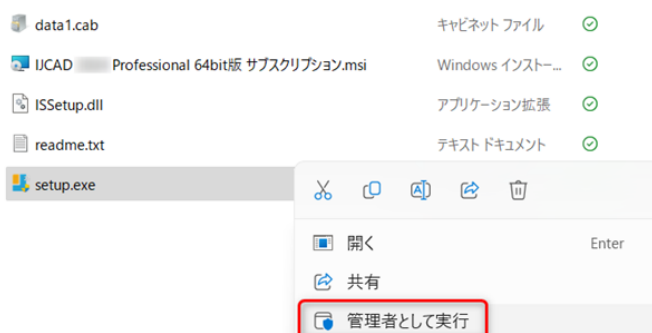 data1.cab キャビネット ファイル
IJCAD Professional 64bit版 サブスクリプション.msi Windows インストー...
ISSetup.dll アプリケーション拡張
readme.txt テキスト ドキュメント
setup.exe
開く Enter
共有
管理者として実行